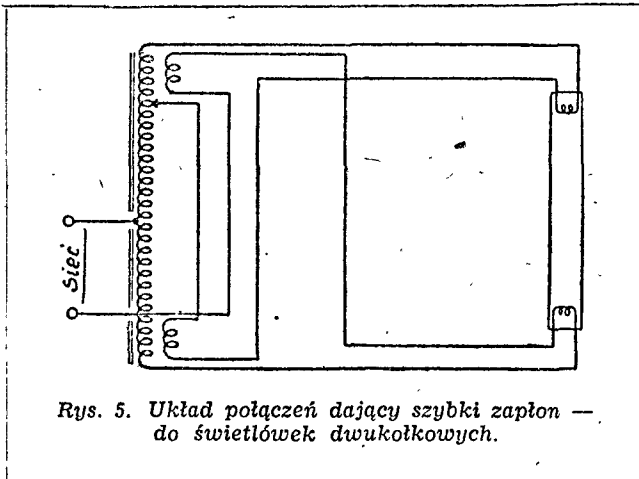 Sieć
Rys. 5. Układ połączeń dający szybki zapłon —
do świetlówek dwukołkowych.